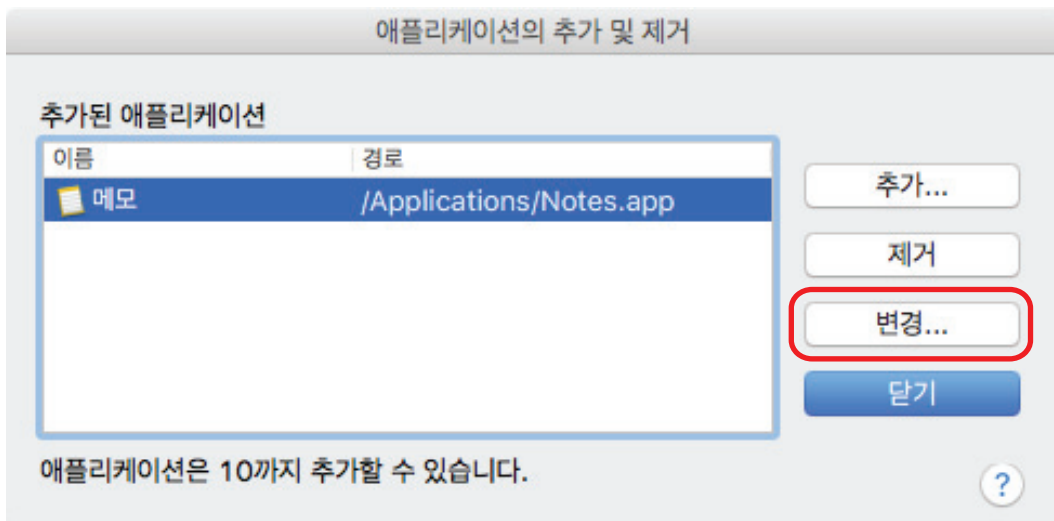 애플리케이션의 추가 및 제거
추가된 애플리케이션
이름 경로
메모 /Applications/Notes.app
추가...
제거
변경...
닫기
애플리케이션은 10까지 추가할 수 있습니다.
?